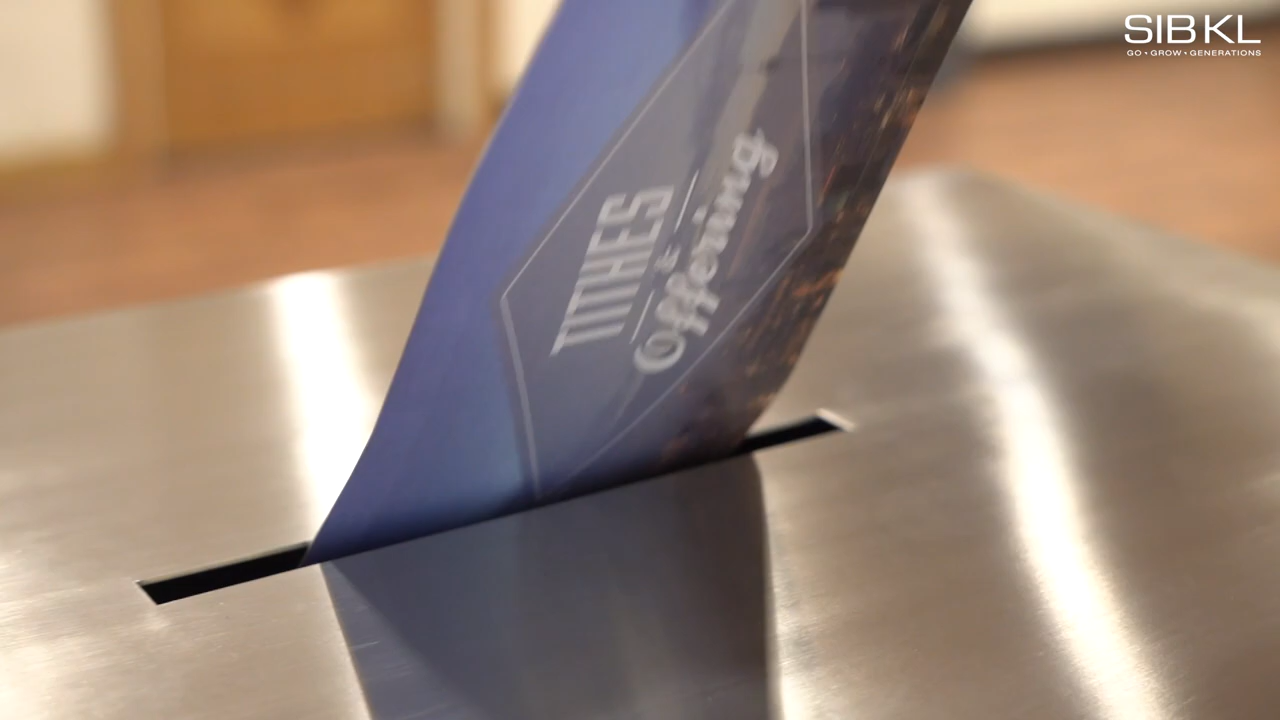 SIBKL
GO • GROW • GENERATIONS
TITHES
&
Offering